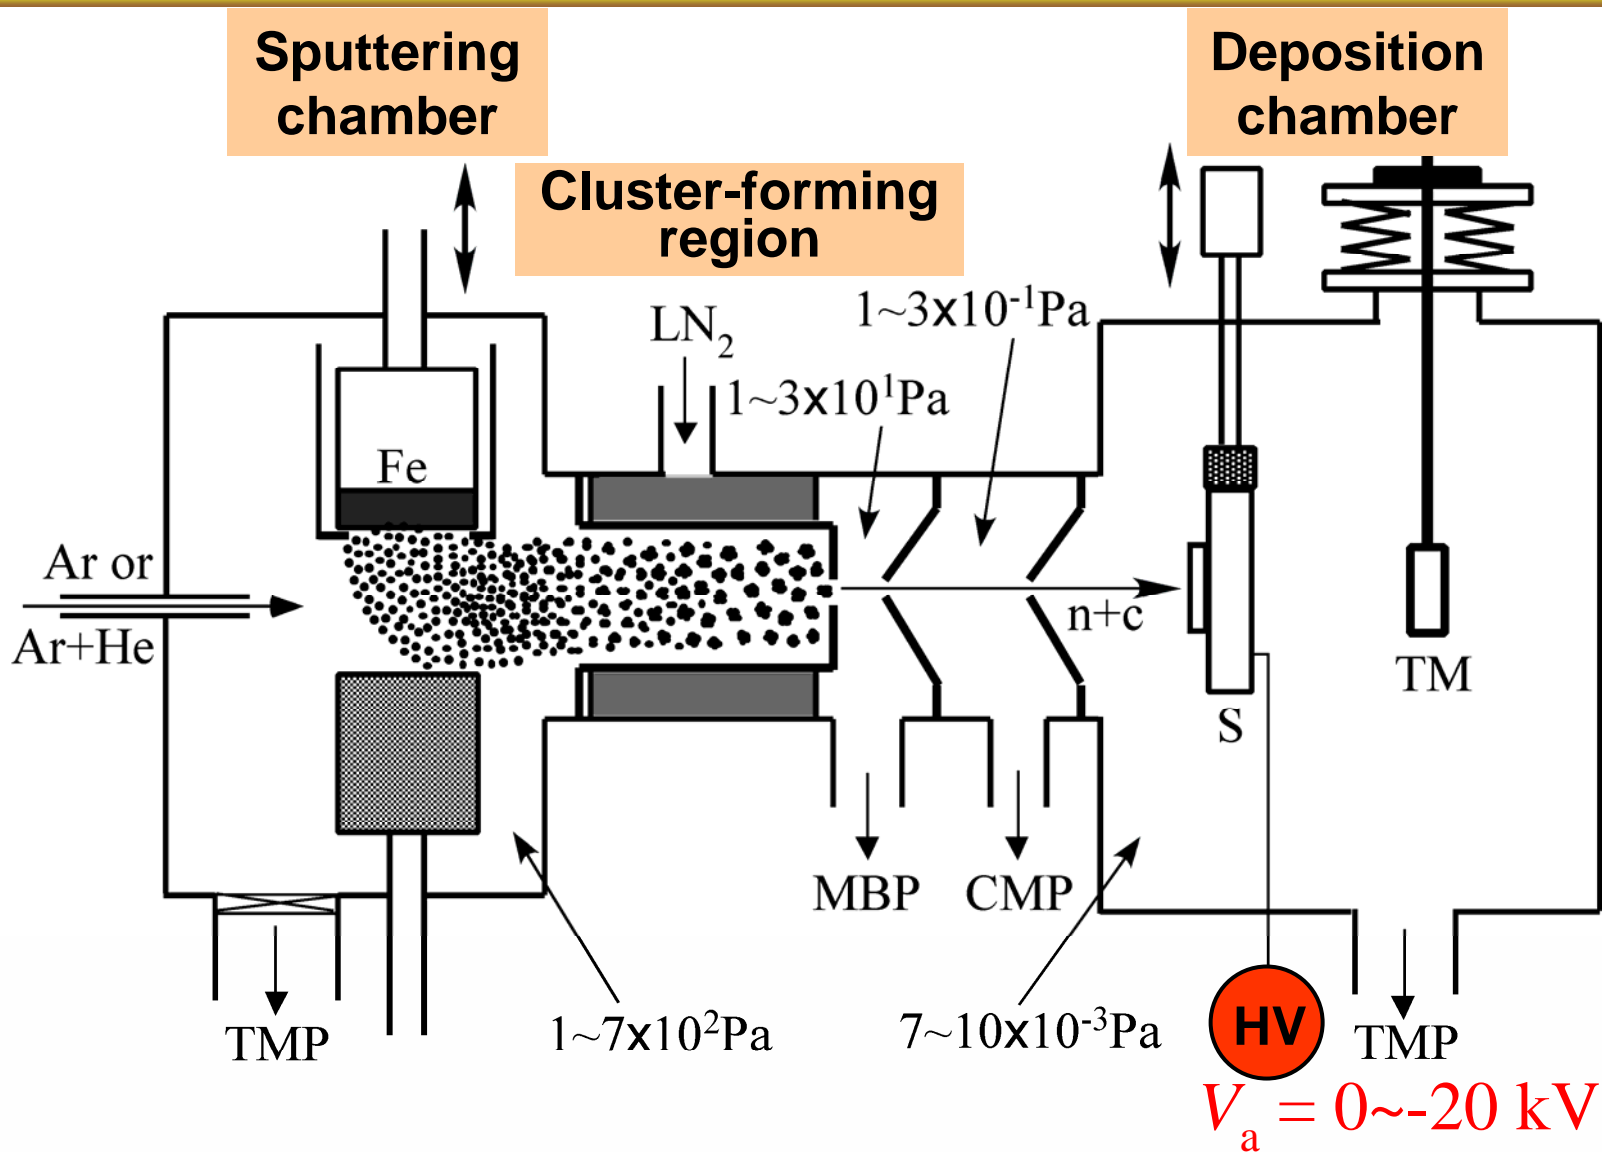 Sputtering
chamber
Deposition
chamber
Cluster-forming
region
LN₂
1~3x10⁻¹Pa
1~3x10¹Pa
Fe
Ar or
Ar+He
n+c
TM
S
MBP
CMP
TMP
1~7x10²Pa
7~10x10⁻³Pa
HV
TMP
Vₐ = 0~-20 kV